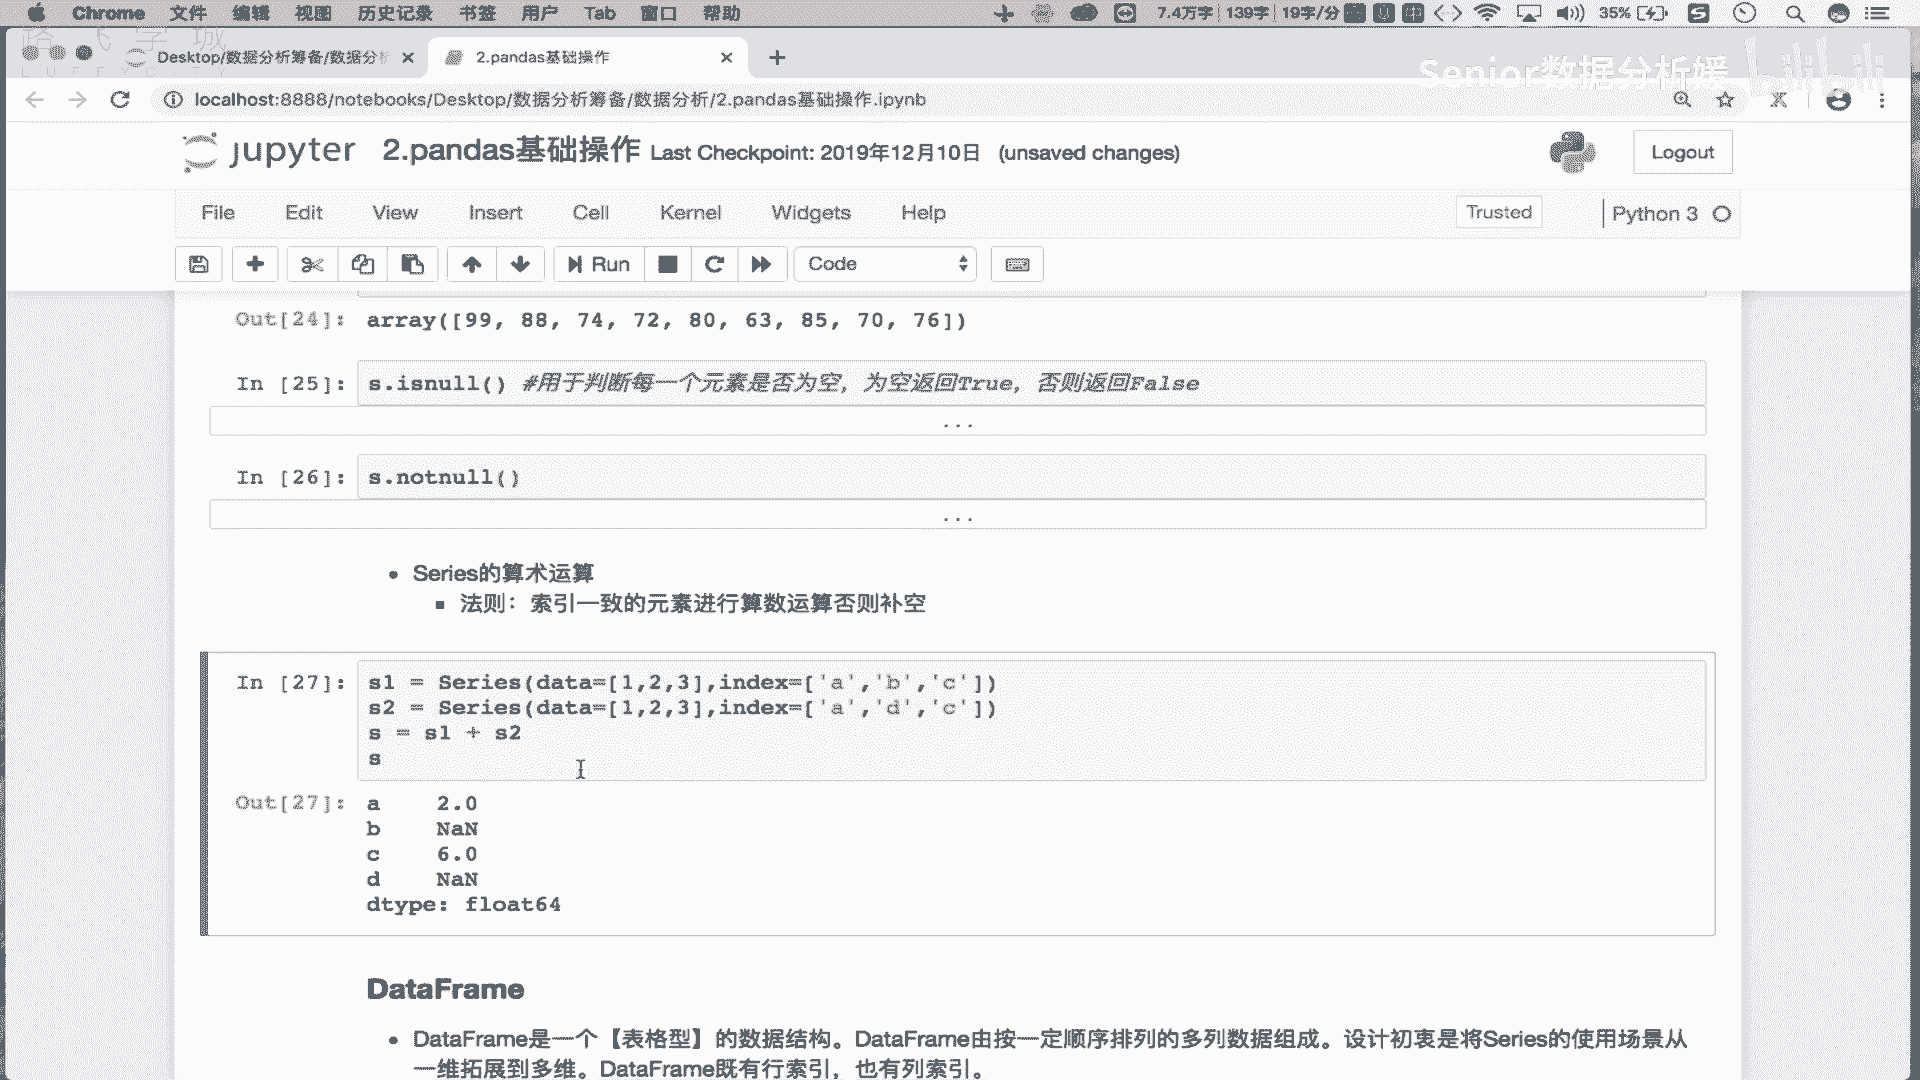 Chrome 文件 编辑 视图 历史记录 书签 用户 Tab 窗口 帮助 7.4万字 139字 19字/分 35%
Desktop/数据分析筹备/数据分析 2.pandas基础操作
Senior数据分析媛 bilibili
localhost:8888/notebooks/Desktop/数据分析筹备/数据分析/2.pandas基础操作.ipynb
jupyter 2.pandas基础操作 Last Checkpoint: 2019年12月10日 (unsaved changes) Logout
File Edit View Insert Cell Kernel Widgets Help Trusted Python 3
Run Code
Out[24]: array([99, 88, 74, 72, 80, 63, 85, 70, 76])
In [25]: s.isnull() #用于判断每一个元素是否为空，为空返回True，否则返回False
...
In [26]: s.notnull()
...
Series的算术运算
法则：索引一致的元素进行算数运算否则补空
In [27]: s1 = Series(data=[1,2,3],index=['a','b','c'])
s2 = Series(data=[1,2,3],index=['a','d','c'])
s = s1 + s2
s
Out[27]: a 2.0
b NaN
c 6.0
d NaN
dtype: float64
DataFrame
DataFrame是一个【表格型】的数据结构。DataFrame由按一定顺序排列的多列数据组成。设计初衷是将Series的使用场景从
一维拓展到多维。DataFrame既有行索引，也有列索引。